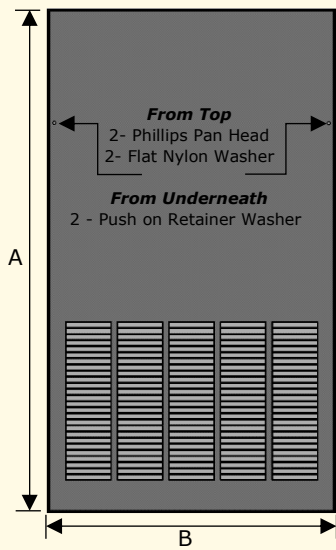 From Top
2- Phillips Pan Head
2- Flat Nylon Washer
From Underneath
2 - Push on Retainer Washer
A
B